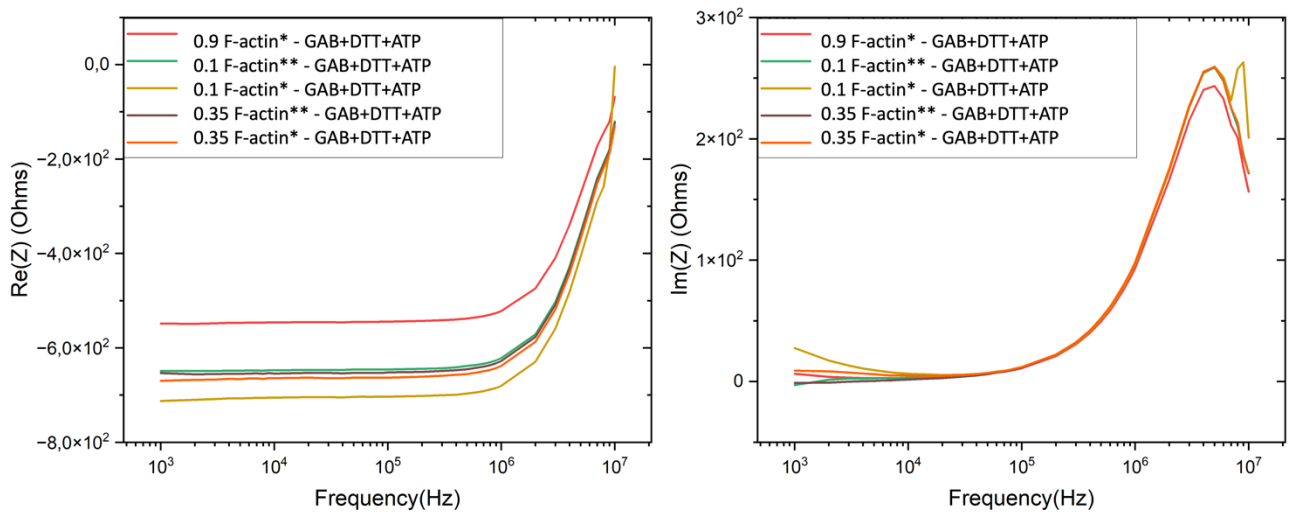 0.9 F-actin* - GAB+DTT+ATP
0.1 F-actin** - GAB+DTT+ATP
0.1 F-actin* - GAB+DTT+ATP
0.35 F-actin** - GAB+DTT+ATP
0.35 F-actin* - GAB+DTT+ATP
0,0
−2,0×10²
−4,0×10²
−6,0×10²
−8,0×10²
Re(Z) (Ohms)
10³ 10⁴ 10⁵ 10⁶ 10⁷
Frequency(Hz)
0.9 F-actin* - GAB+DTT+ATP
0.1 F-actin** - GAB+DTT+ATP
0.1 F-actin* - GAB+DTT+ATP
0.35 F-actin** - GAB+DTT+ATP
0.35 F-actin* - GAB+DTT+ATP
3×10²
2×10²
1×10²
0
Im(Z) (Ohms)
10³ 10⁴ 10⁵ 10⁶ 10⁷
Frequency(Hz)